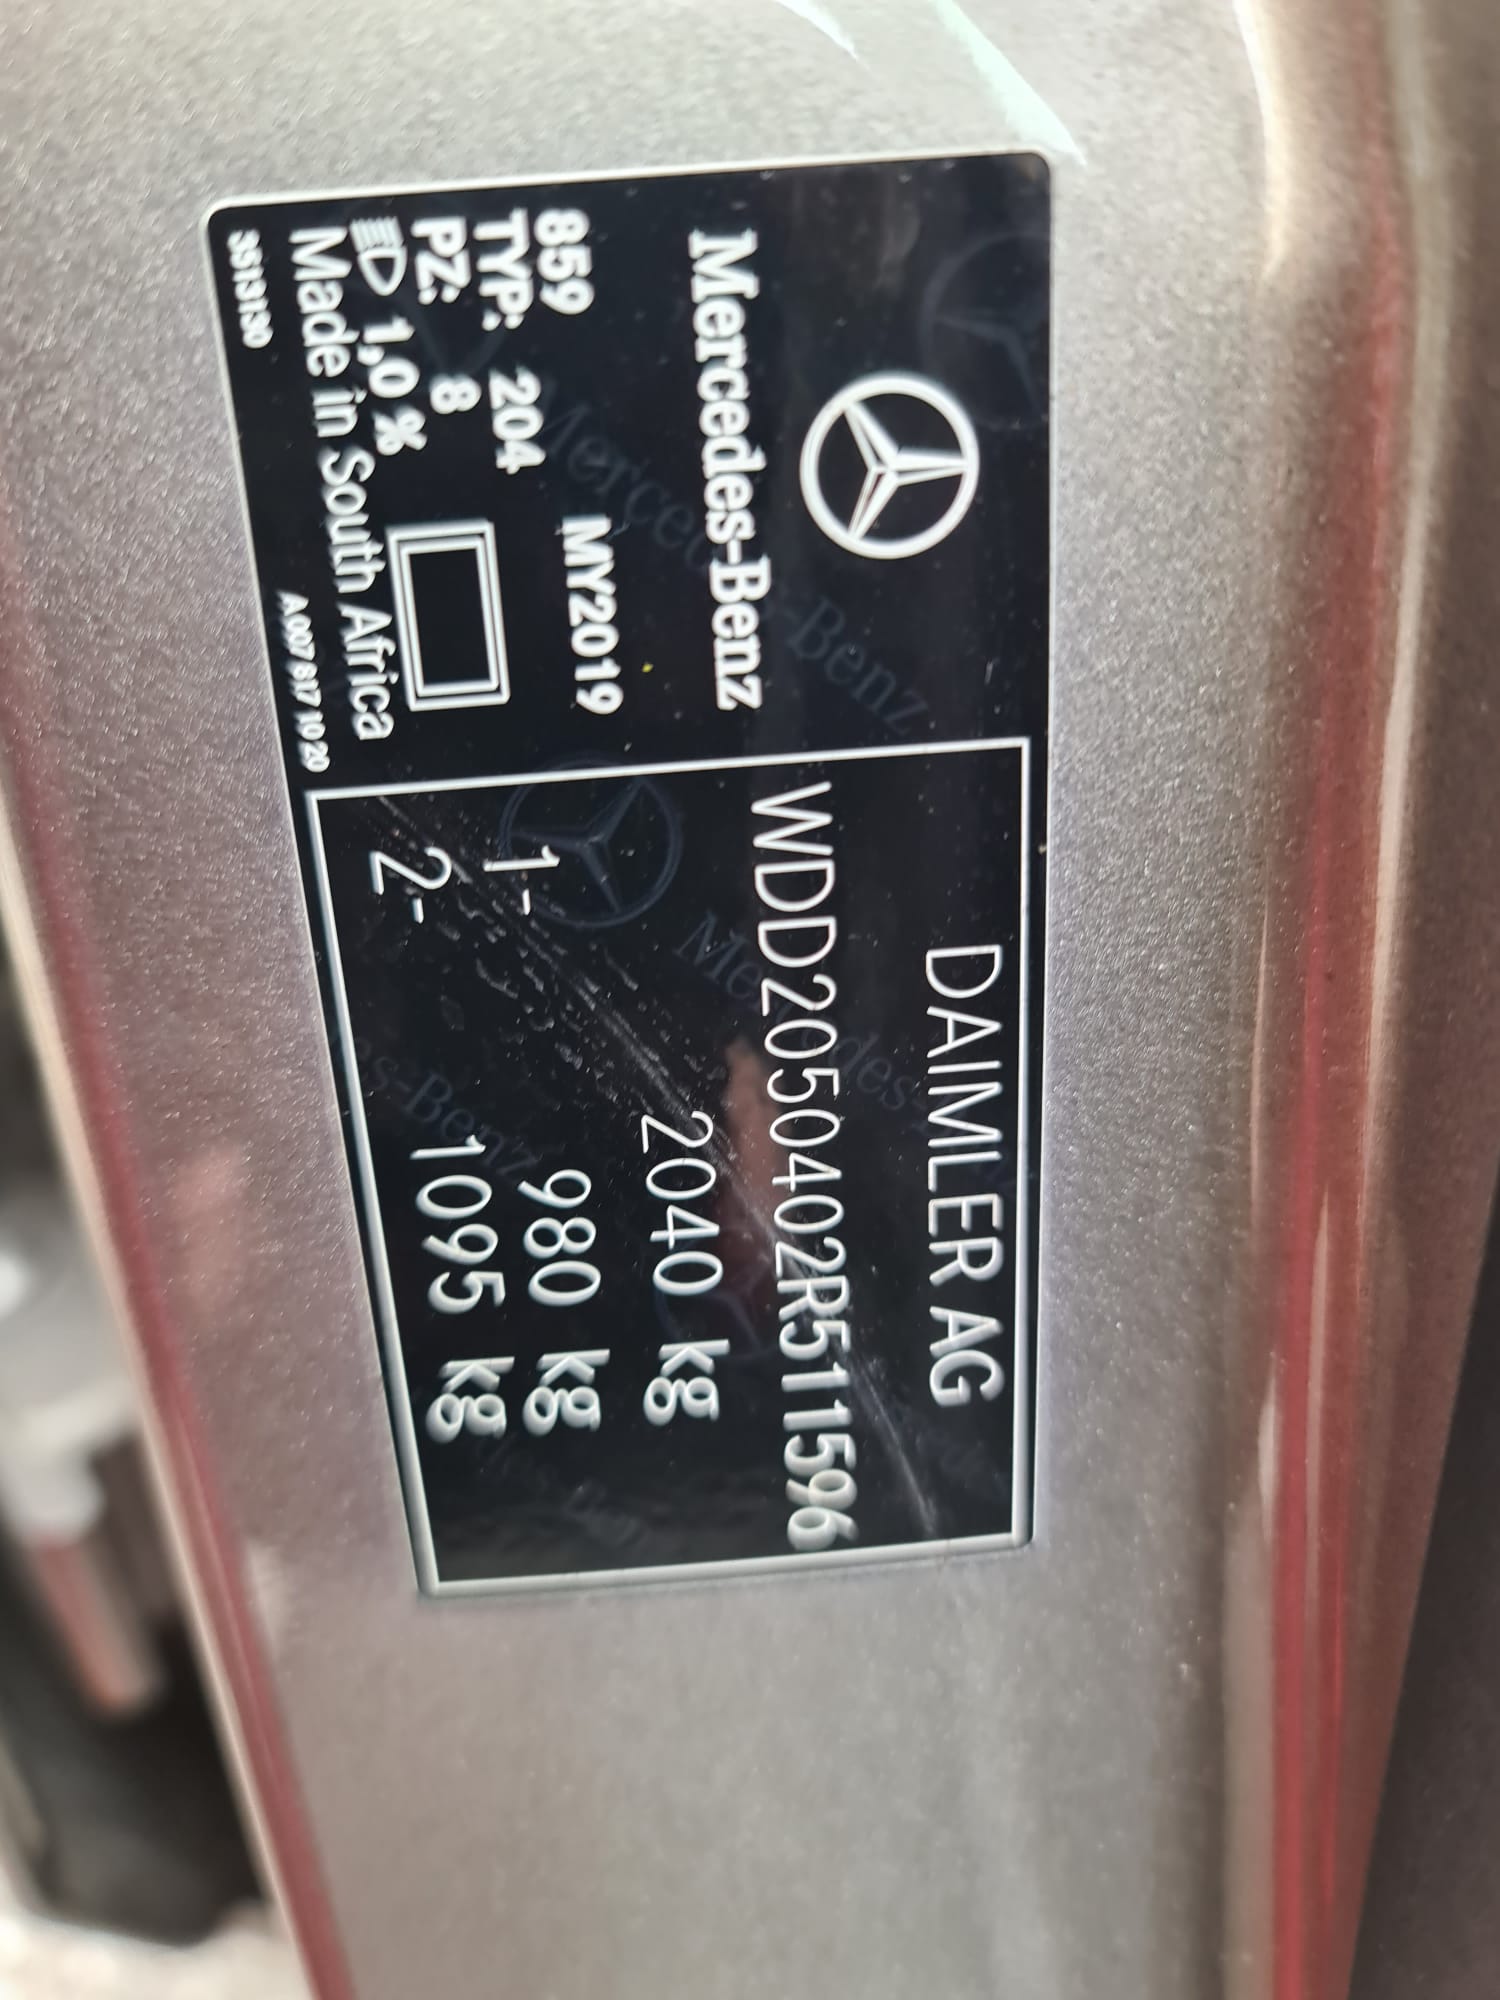 Mercedes-Benz
859 MY2019
TYP: 204
PZ: 8
1,0 %
Made in South Africa
3513130 A 007 817 10 20
DAIMLER AG
WDD2050402R511596
2040 kg
1- 980 kg
2- 1095 kg